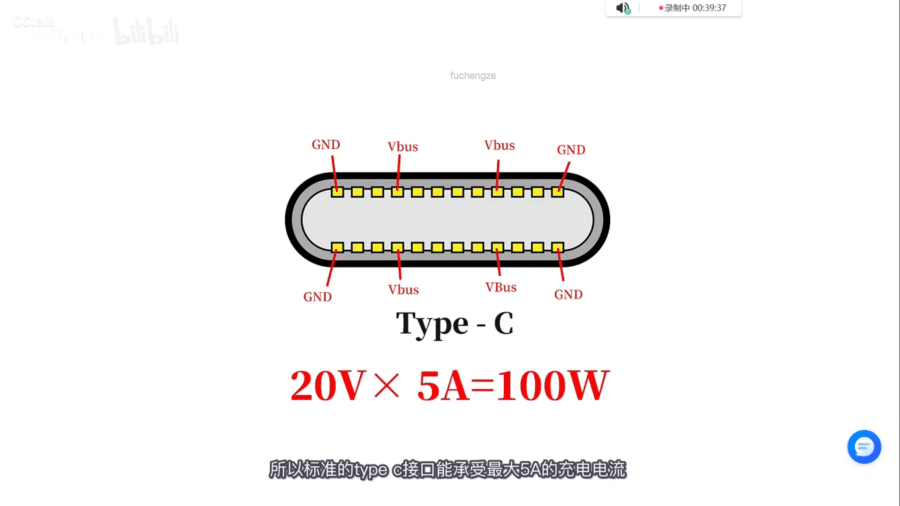 CCtalk
bilibili
录制中 00:39:37
fuchengze
GND
Vbus
Vbus
GND
GND
Vbus
VBus
GND
Type - C
20V× 5A=100W
所以标准的type c接口能承受最大5A的充电电流